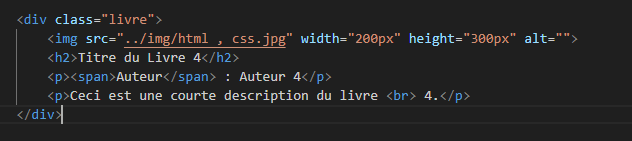 <div class="livre">
<img src="../img/html , css.jpg" width="200px" height="300px" alt="">
<h2>Titre du Livre 4</h2>
<p><span>Auteur</span> : Auteur 4</p>
<p>Ceci est une courte description du livre <br> 4.</p>
</div>